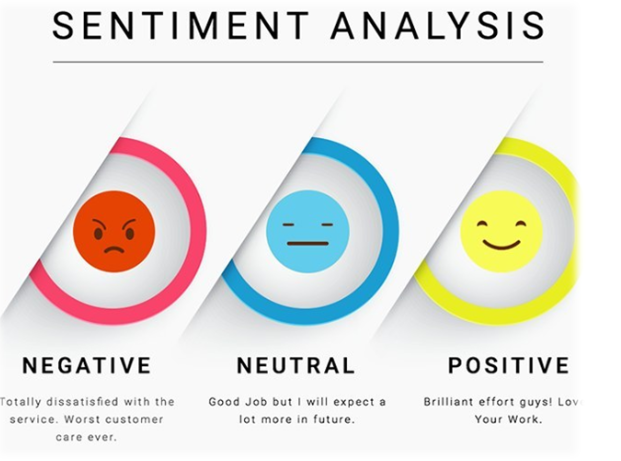 SENTIMENT ANALYSIS
NEGATIVE
Totally dissatisfied with the
service. Worst customer
care ever.
NEUTRAL
Good Job but I will expect a
lot more in future.
POSITIVE
Brilliant effort guys!
Your Work.